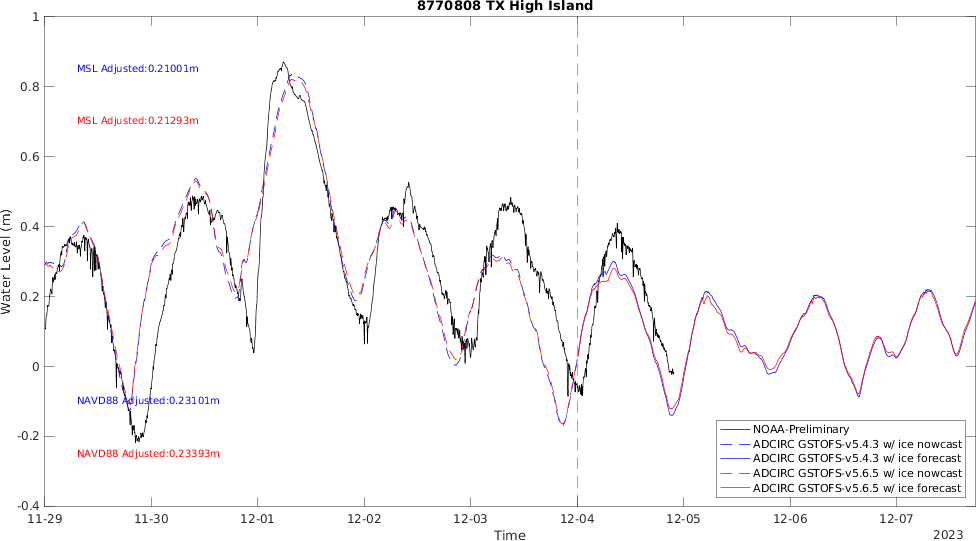 8770808 TX High Island
1
0.8
0.6
0.4
0.2
0
-0.2
-0.4
Water Level (m)
MSL Adjusted:0.21001m
MSL Adjusted:0.21293m
NAVD88 Adjusted:0.23101m
NAVD88 Adjusted:0.23393m
NOAA-Preliminary
ADCIRC GSTOFS-v5.4.3 w/ ice nowcast
ADCIRC GSTOFS-v5.4.3 w/ ice forecast
ADCIRC GSTOFS-v5.6.5 w/ ice nowcast
ADCIRC GSTOFS-v5.6.5 w/ ice forecast
11-29 11-30 12-01 12-02 12-03 12-04 12-05 12-06 12-07
Time
2023